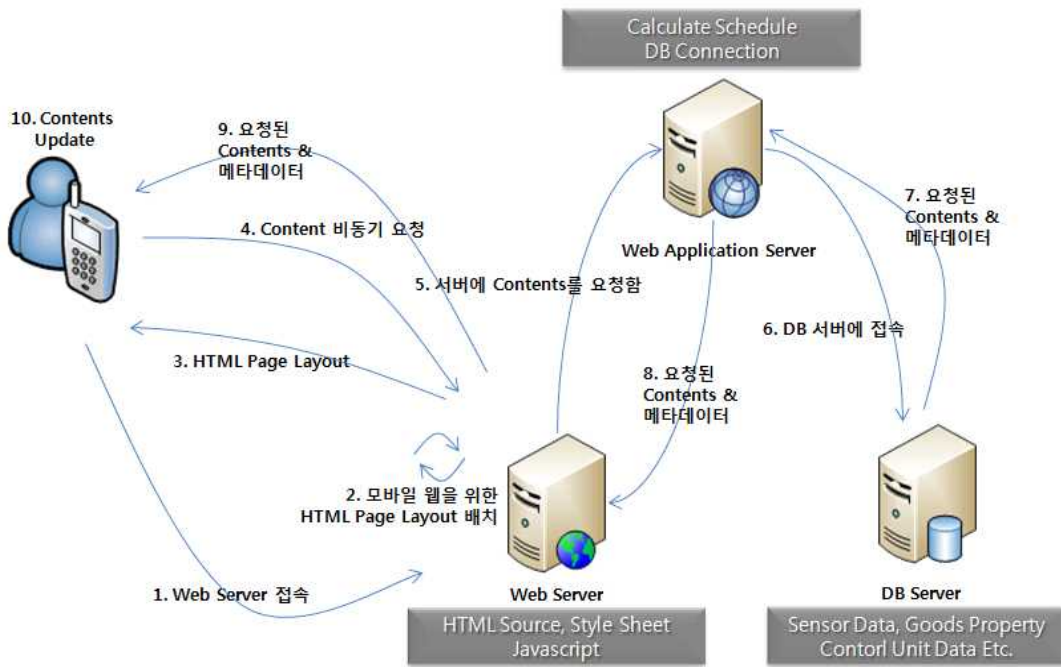 Calculate Schedule
DB Connection
10. Contents
Update
9. 요청된
Contents &
메타데이터
4. Content 비동기 요청
5. 서버에 Contents를 요청함
3. HTML Page Layout
Web Application Server
7. 요청된
Contents &
메타데이터
6. DB 서버에 접속
8. 요청된
Contents &
메타데이터
2. 모바일 웹을 위한
HTML Page Layout 배치
1. Web Server 접속
Web Server
DB Server
HTML Source, Style Sheet
Javascript
Sensor Data, Goods Property
Contorl Unit Data Etc.